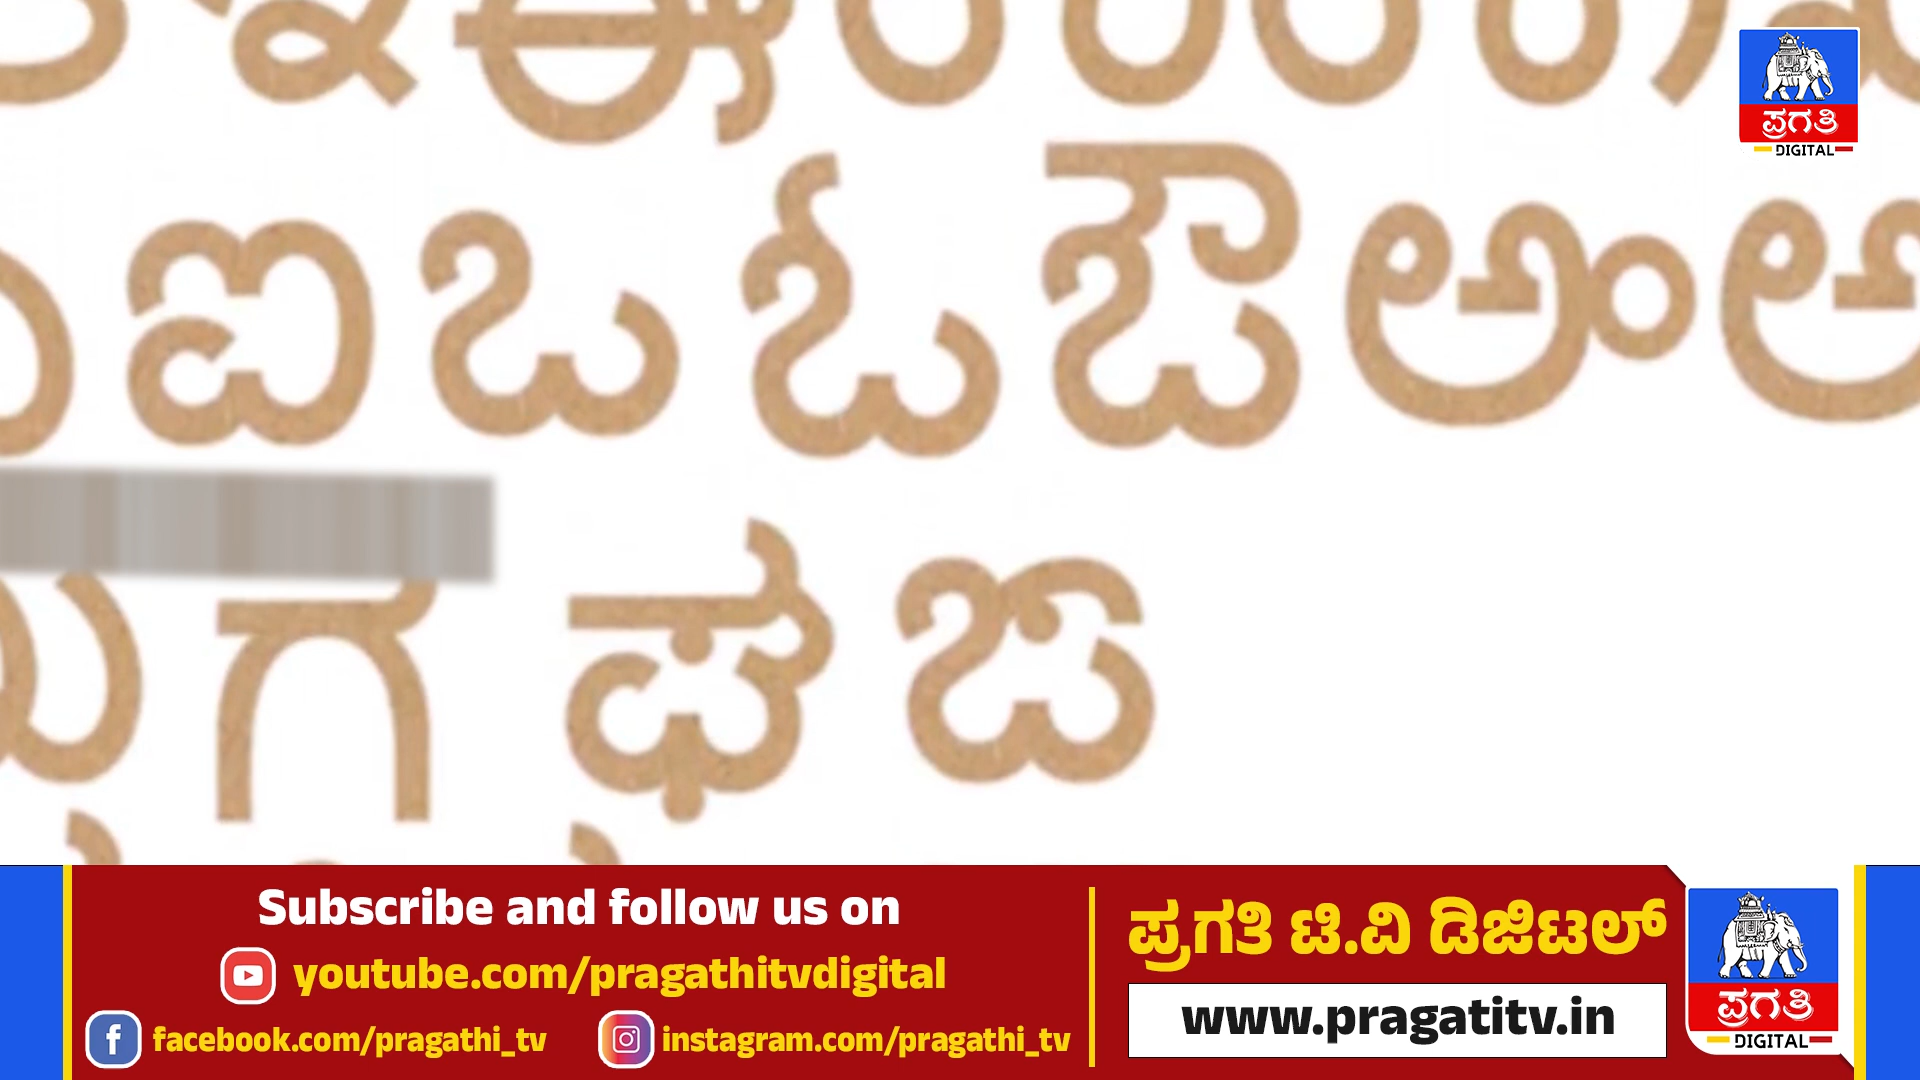 ಪ್ರಗತಿ
DIGITAL
ಐ ಒ ಓ ಔ ಅಂ
ಗ ಘ ಙ
Subscribe and follow us on
youtube.com/pragathitvdigital
facebook.com/pragathi_tv
instagram.com/pragathi_tv
ಪ್ರಗತಿ ಟಿ.ವಿ ಡಿಜಿಟಲ್
www.pragatitv.in
ಪ್ರಗತಿ
DIGITAL